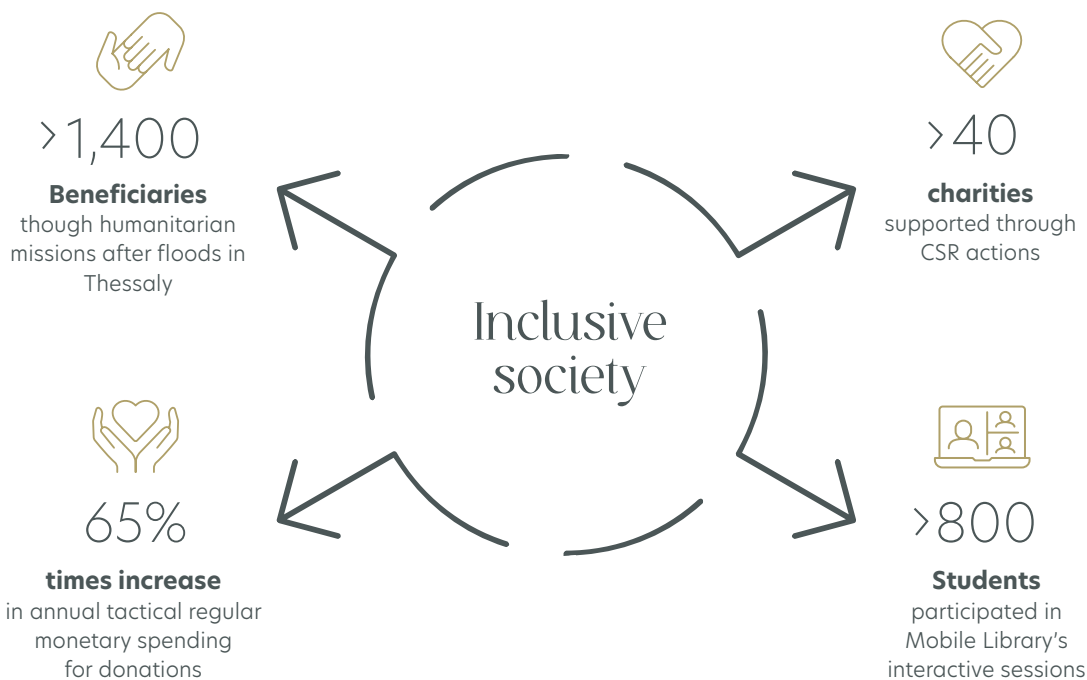 >1,400
Beneficiaries
though humanitarian
missions after floods in
Thessaly
>40
charities
supported through
CSR actions
Inclusive
society
65%
times increase
in annual tactical regular
monetary spending
for donations
>800
Students
participated in
Mobile Library’s
interactive sessions